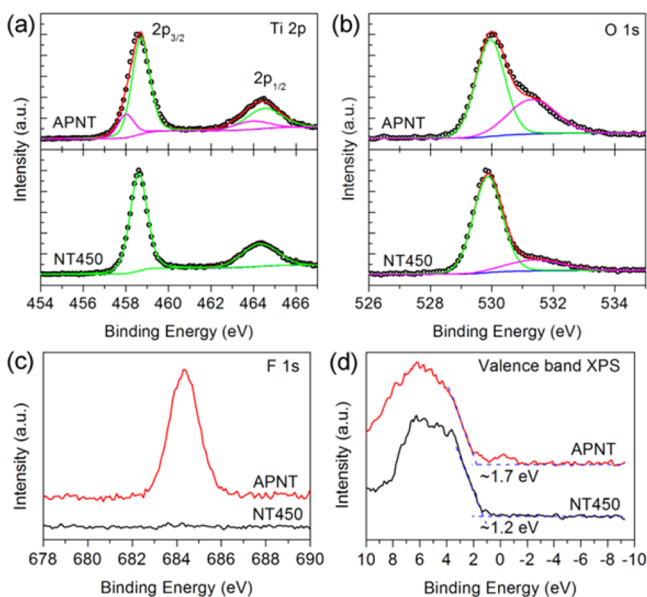 (a)
Ti 2p
2p3/2
2p1/2
APNT
NT450
Intensity (a.u.)
454 456 458 460 462 464 466
Binding Energy (eV)
(b)
O 1s
APNT
NT450
Intensity (a.u.)
526 528 530 532 534
Binding Energy (eV)
(c)
F 1s
APNT
NT450
Intensity (a.u.)
678 680 682 684 686 688 690
Binding Energy (eV)
(d)
Valence band XPS
APNT
~1.7 eV
NT450
~1.2 eV
Intensity (a.u.)
10 8 6 4 2 0 -2 -4 -6 -8 -10
Binding Energy (eV)